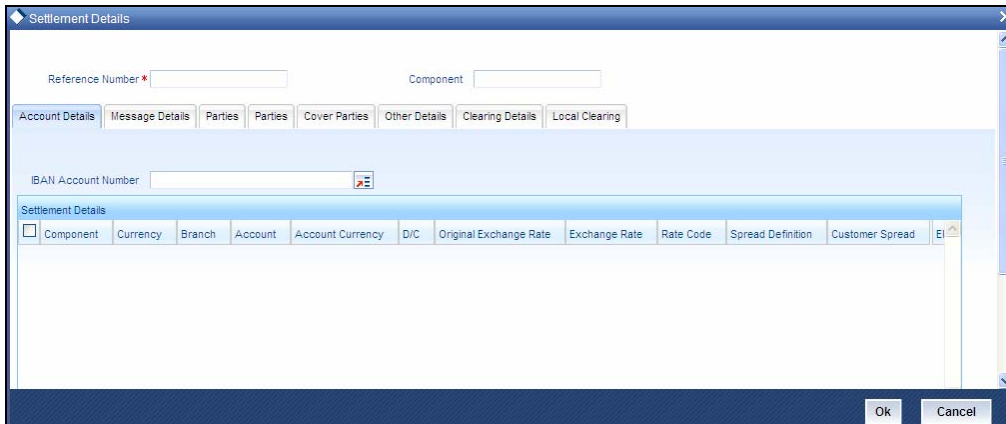 Settlement Details
Reference Number * Component
Account Details Message Details Parties Parties Cover Parties Other Details Clearing Details Local Clearing
IBAN Account Number
Settlement Details
Component Currency Branch Account Account Currency D/C Original Exchange Rate Exchange Rate Rate Code Spread Definition Customer Spread
Ok Cancel